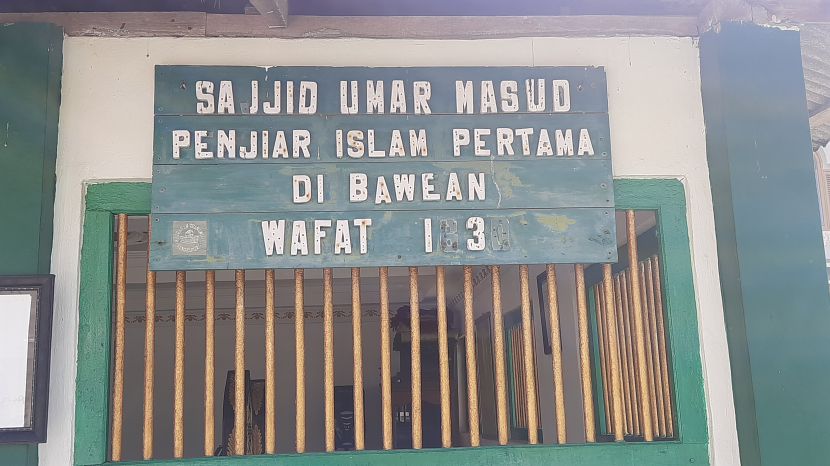 SAJJID UMAR MASUD
PENJIAR ISLAM PERTAMA
DI BAWEAN
WAFAT